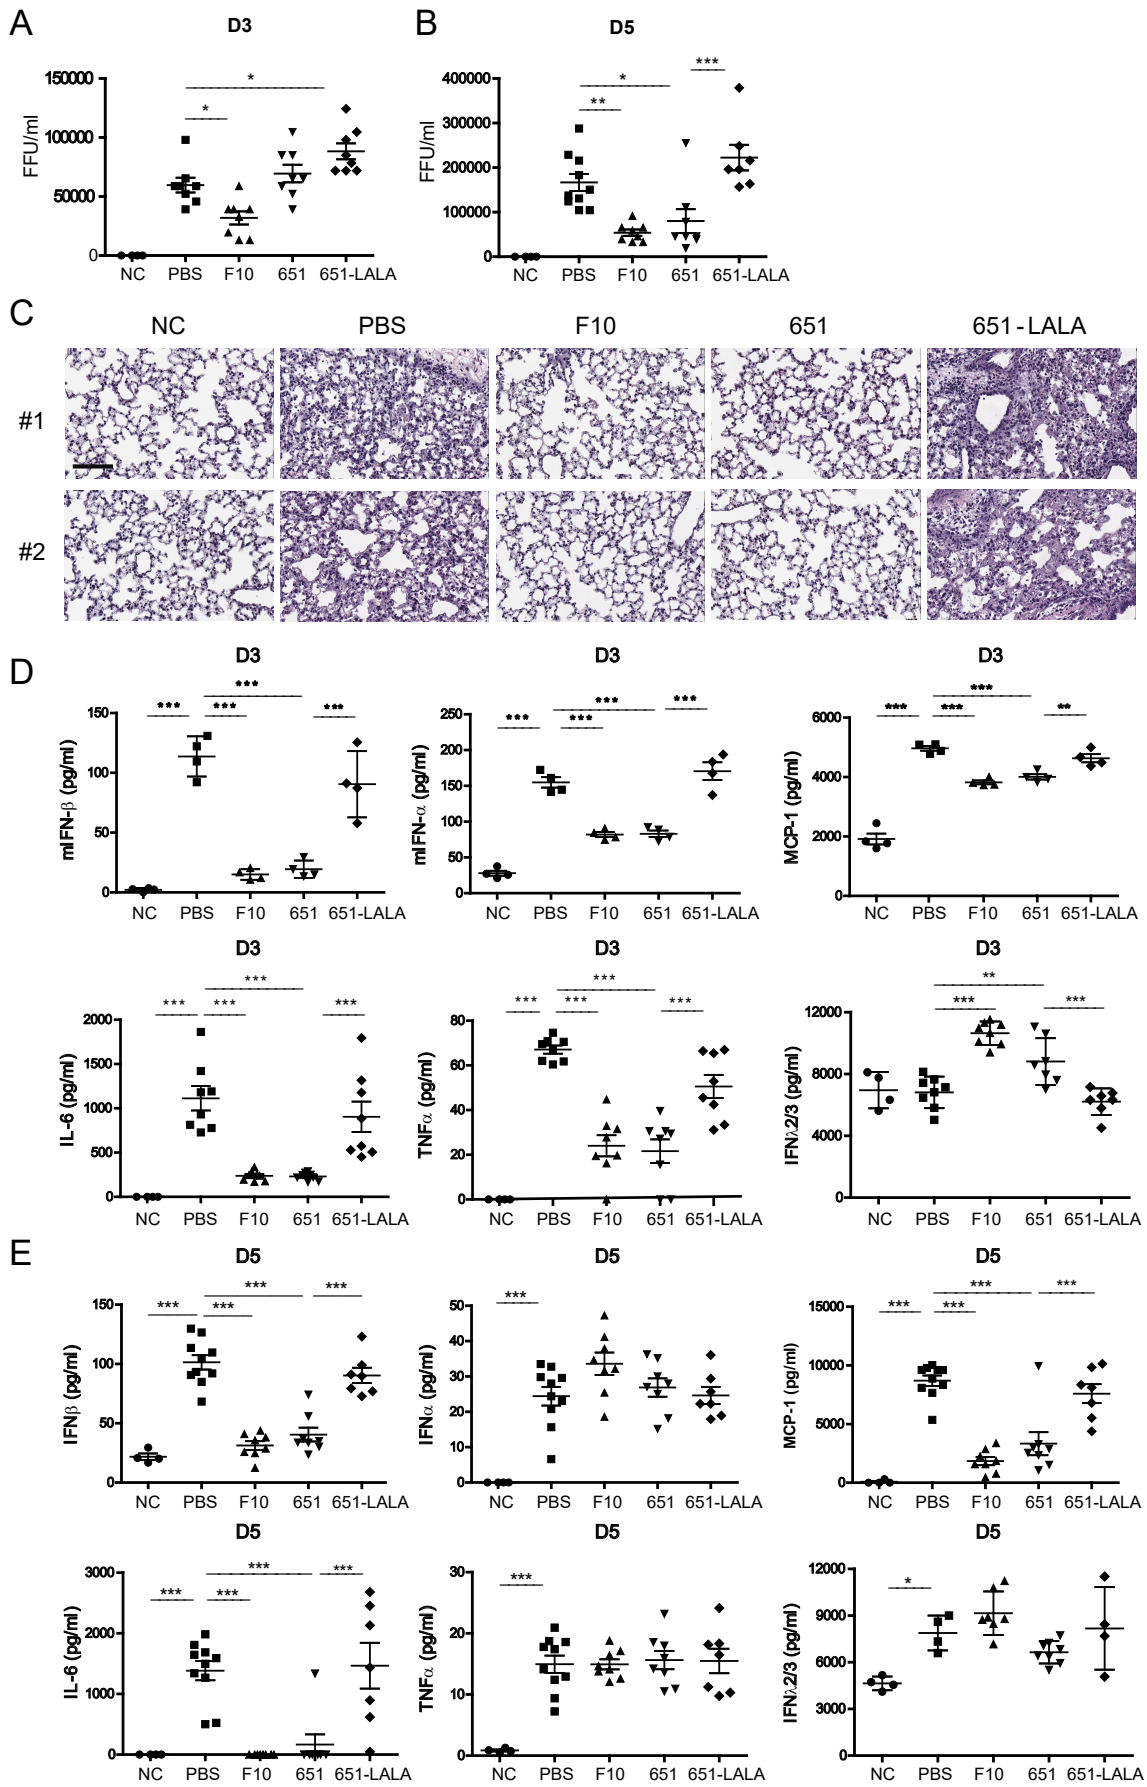 A
D3
FFU/ml
150000
100000
50000
0
* *
NC PBS F10 651 651-LALA
B
D5
FFU/ml
400000
300000
200000
100000
0
** * ***
NC PBS F10 651 651-LALA
C
NC PBS F10 651 651-LALA
#1
#2
D
D3
mIFN-β (pg/ml)
150
100
50
0
*** *** *** ***
NC PBS F10 651 651-LALA
D3
mIFN-α (pg/ml)
250
200
150
100
50
0
*** *** *** ***
NC PBS F10 651 651-LALA
D3
MCP-1 (pg/ml)
6000
4000
2000
0
*** *** *** **
NC PBS F10 651 651-LALA
D3
IL-6 (pg/ml)
2000
1500
1000
500
0
*** *** *** ***
NC PBS F10 651 651-LALA
D3
TNFα (pg/ml)
80
60
40
20
0
*** *** *** ***
NC PBS F10 651 651-LALA
D3
IFNλ2/3 (pg/ml)
12000
8000
4000
0
*** ** ***
NC PBS F10 651 651-LALA
E
D5
IFNβ (pg/ml)
150
100
50
0
*** *** *** ***
NC PBS F10 651 651-LALA
D5
IFNα (pg/ml)
50
40
30
20
10
0
***
NC PBS F10 651 651-LALA
D5
MCP-1 (pg/ml)
15000
10000
5000
0
*** *** *** ***
NC PBS F10 651 651-LALA
D5
IL-6 (pg/ml)
3000
2000
1000
0
*** *** *** ***
NC PBS F10 651 651-LALA
D5
TNFα (pg/ml)
30
20
10
0
***
NC PBS F10 651 651-LALA
D5
IFNλ2/3 (pg/ml)
12000
9000
6000
3000
0
*
NC PBS F10 651 651-LALA